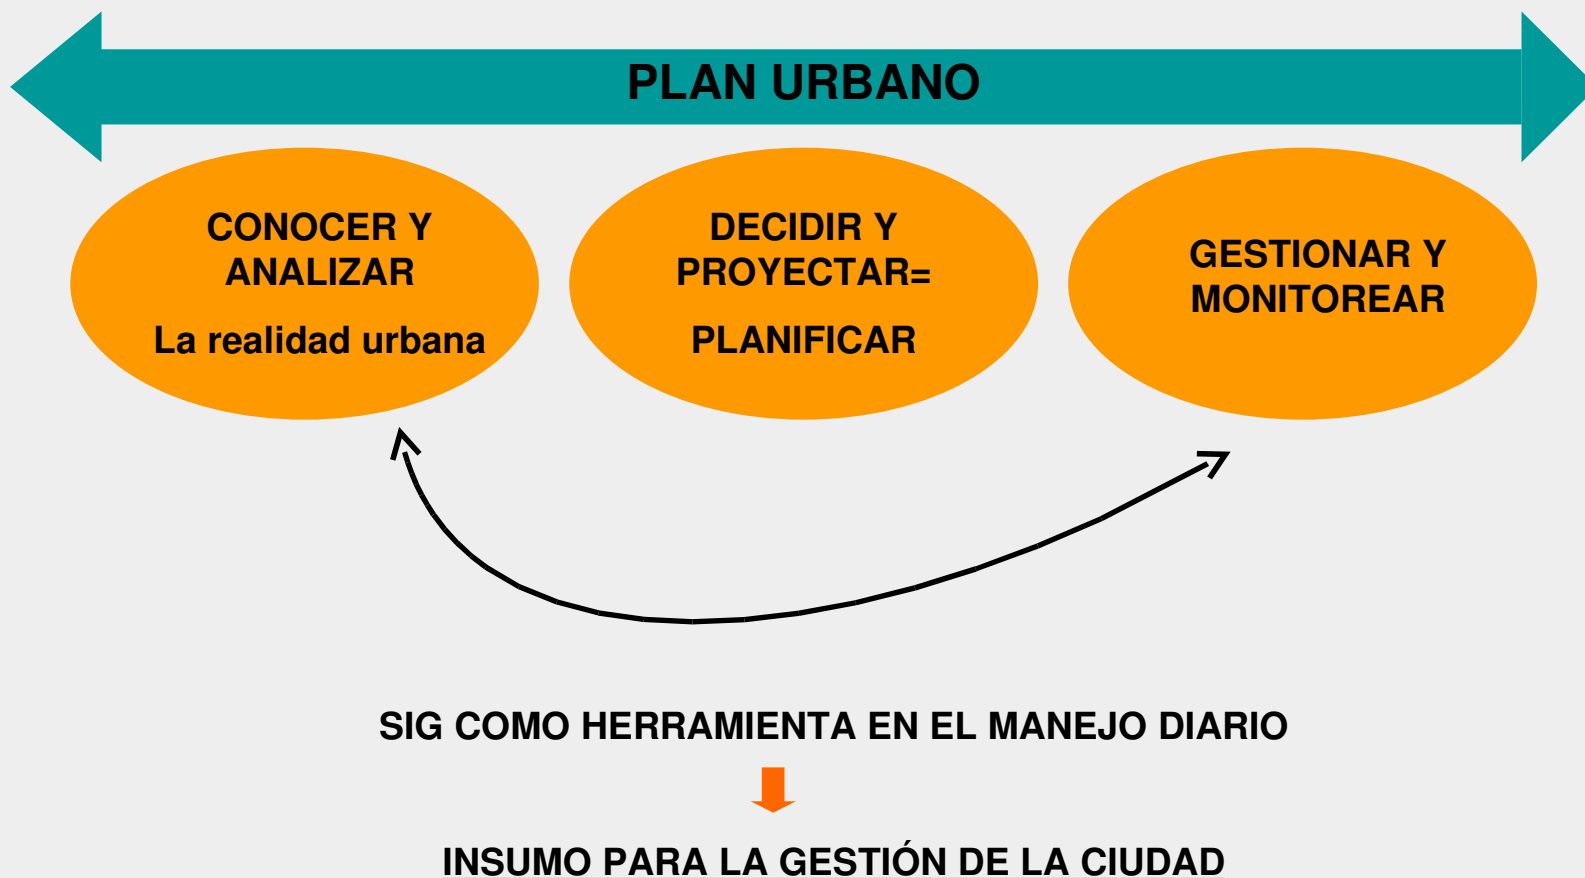 PLAN URBANO
CONOCER Y
ANALIZAR
La realidad urbana
DECIDIR Y
PROYECTAR=
PLANIFICAR
GESTIONAR Y
MONITOREAR
SIG COMO HERRAMIENTA EN EL MANEJO DIARIO
INSUMO PARA LA GESTIÓN DE LA CIUDAD